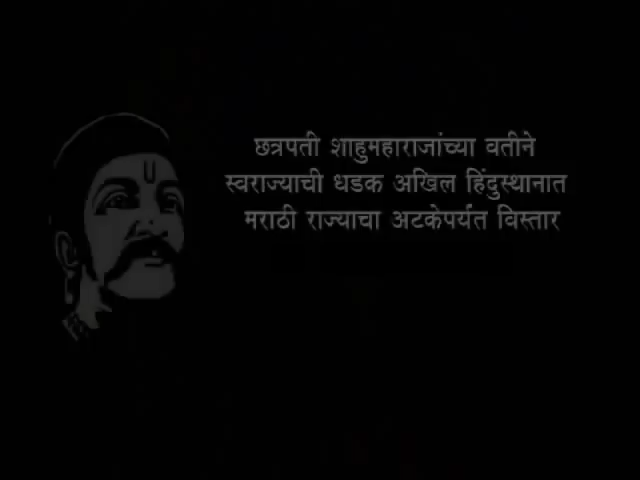 छत्रपती शाहुमहाराजांच्या वतीने
स्वराज्याची धडक अखिल हिंदुस्थानात
मराठी राज्याचा अटकेपर्यंत विस्तार